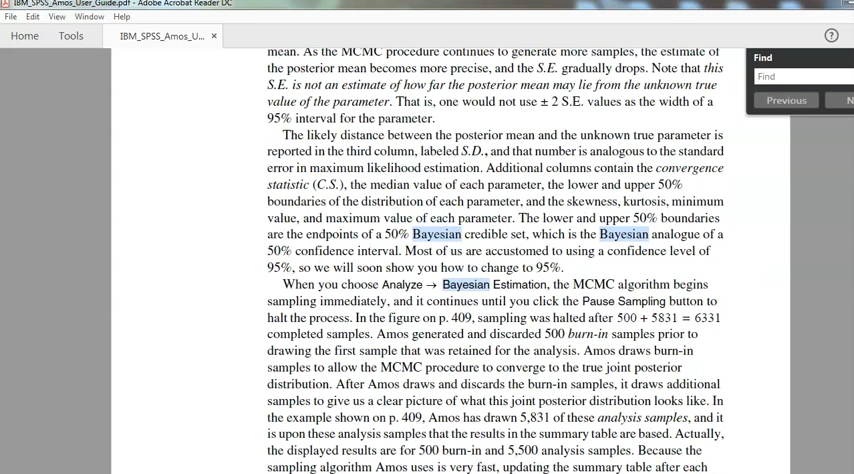 IBM_SPSS_Amos_User_Guide.pdf - Adobe Acrobat Reader DC
File Edit View Window Help
Home Tools IBM_SPSS_Amos_U... × ?
Find
Find
Previous N
mean. As the MCMC procedure continues to generate more samples, the estimate of
the posterior mean becomes more precise, and the S.E. gradually drops. Note that this
S.E. is not an estimate of how far the posterior mean may lie from the unknown true
value of the parameter. That is, one would not use ± 2 S.E. values as the width of a
95% interval for the parameter.
The likely distance between the posterior mean and the unknown true parameter is
reported in the third column, labeled S.D., and that number is analogous to the standard
error in maximum likelihood estimation. Additional columns contain the convergence
statistic (C.S.), the median value of each parameter, the lower and upper 50%
boundaries of the distribution of each parameter, and the skewness, kurtosis, minimum
value, and maximum value of each parameter. The lower and upper 50% boundaries
are the endpoints of a 50% Bayesian credible set, which is the Bayesian analogue of a
50% confidence interval. Most of us are accustomed to using a confidence level of
95%, so we will soon show you how to change to 95%.
When you choose Analyze → Bayesian Estimation, the MCMC algorithm begins
sampling immediately, and it continues until you click the Pause Sampling button to
halt the process. In the figure on p. 409, sampling was halted after 500 + 5831 = 6331
completed samples. Amos generated and discarded 500 burn-in samples prior to
drawing the first sample that was retained for the analysis. Amos draws burn-in
samples to allow the MCMC procedure to converge to the true joint posterior
distribution. After Amos draws and discards the burn-in samples, it draws additional
samples to give us a clear picture of what this joint posterior distribution looks like. In
the example shown on p. 409, Amos has drawn 5,831 of these analysis samples, and it
is upon these analysis samples that the results in the summary table are based. Actually,
the displayed results are for 500 burn-in and 5,500 analysis samples. Because the
sampling algorithm Amos uses is very fast, updating the summary table after each